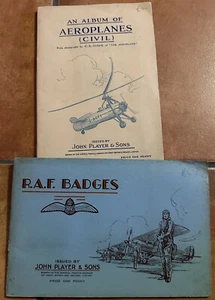 AN ALBUM OF
AEROPLANES
(CIVIL)
ISSUED BY
JOHN PLAYER & SONS
PRICE ONE PENNY
R.A.F. BADGES
ISSUED BY
JOHN PLAYER & SONS
PRICE ONE PENNY